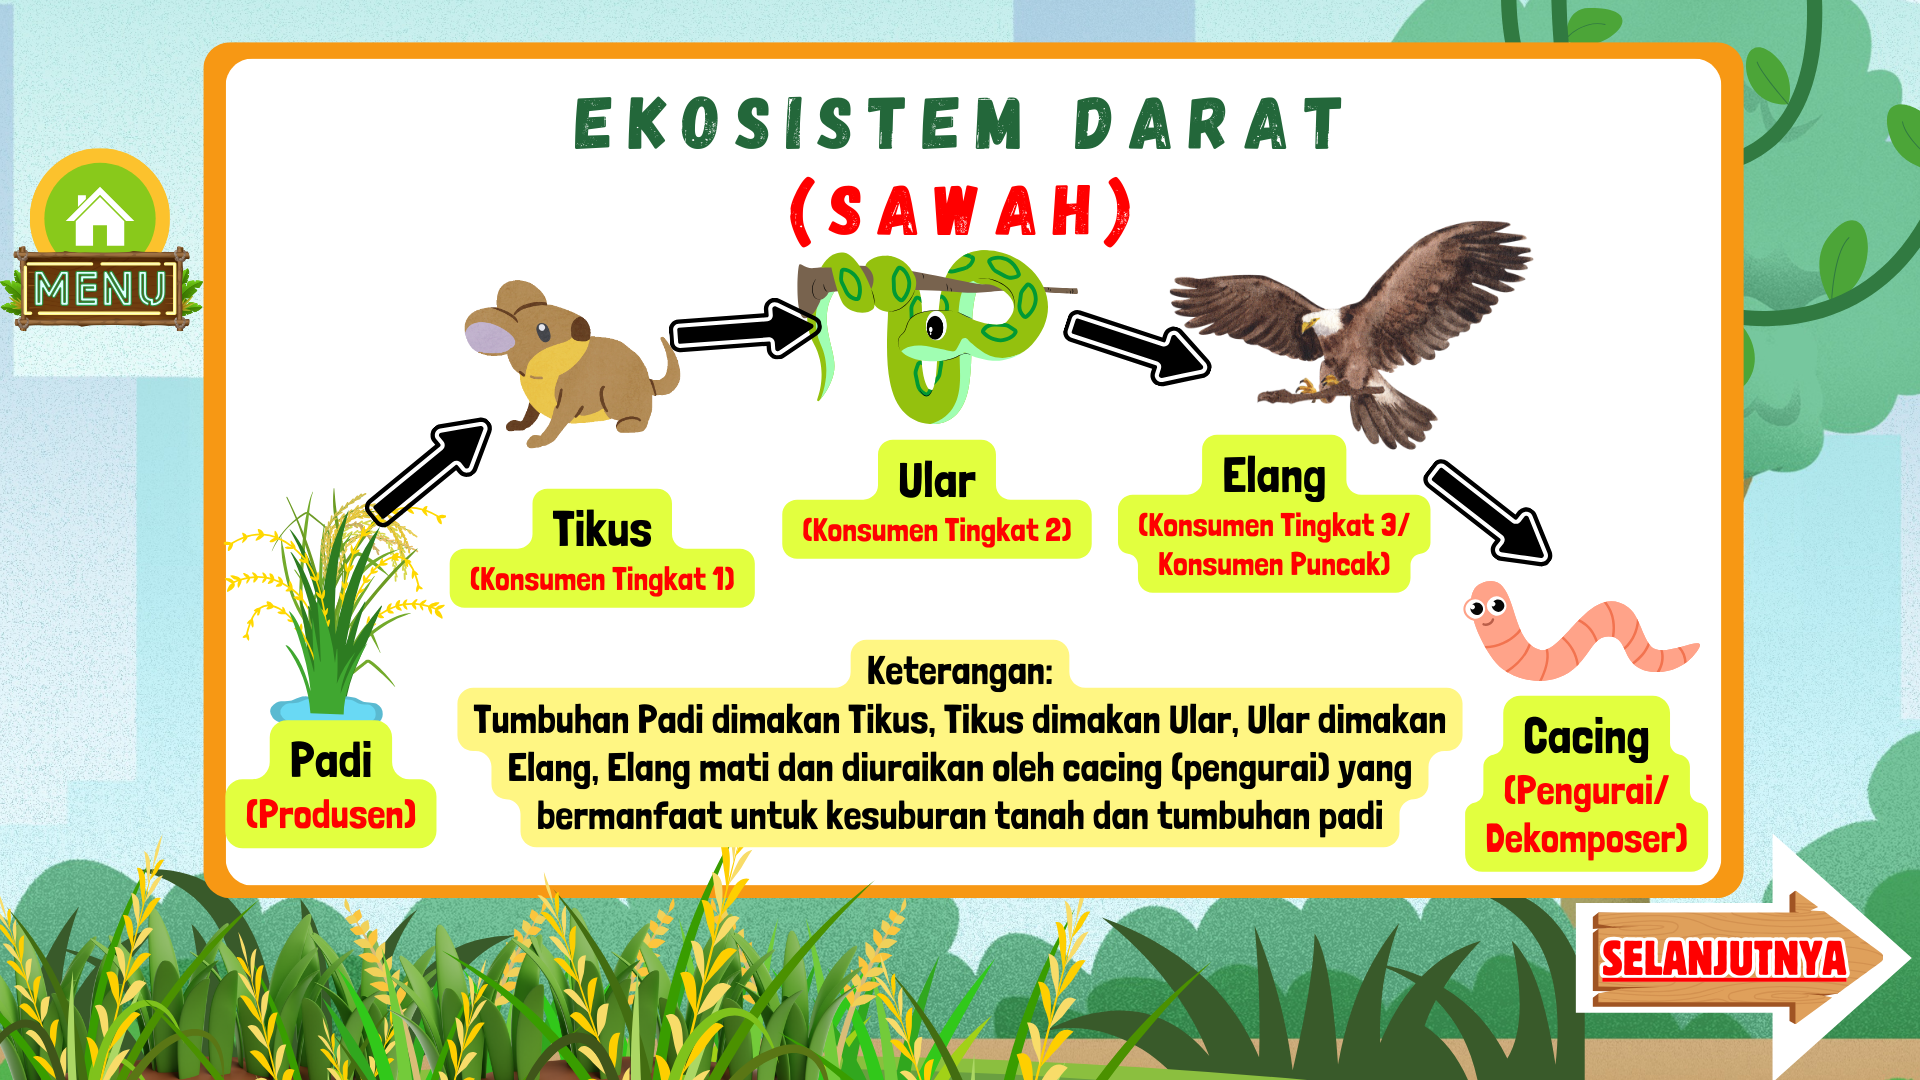 EKOSISTEM DARAT
(SAWAH)
MENU
Tikus
(Konsumen Tingkat 1)
Ular
(Konsumen Tingkat 2)
Elang
(Konsumen Tingkat 3/
Konsumen Puncak)
Padi
(Produsen)
Keterangan:
Tumbuhan Padi dimakan Tikus, Tikus dimakan Ular, Ular dimakan
Elang, Elang mati dan diuraikan oleh cacing (pengurai) yang
bermanfaat untuk kesuburan tanah dan tumbuhan padi
Cacing
(Pengurai/
Dekomposer)
SELANJUTNYA